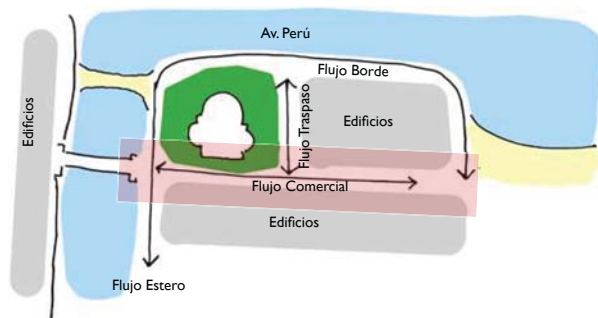 Av. Perú
Flujo Borde
Edificios
Flujo Traspaso
Edificios
Flujo Comercial
Edificios
Flujo Estero